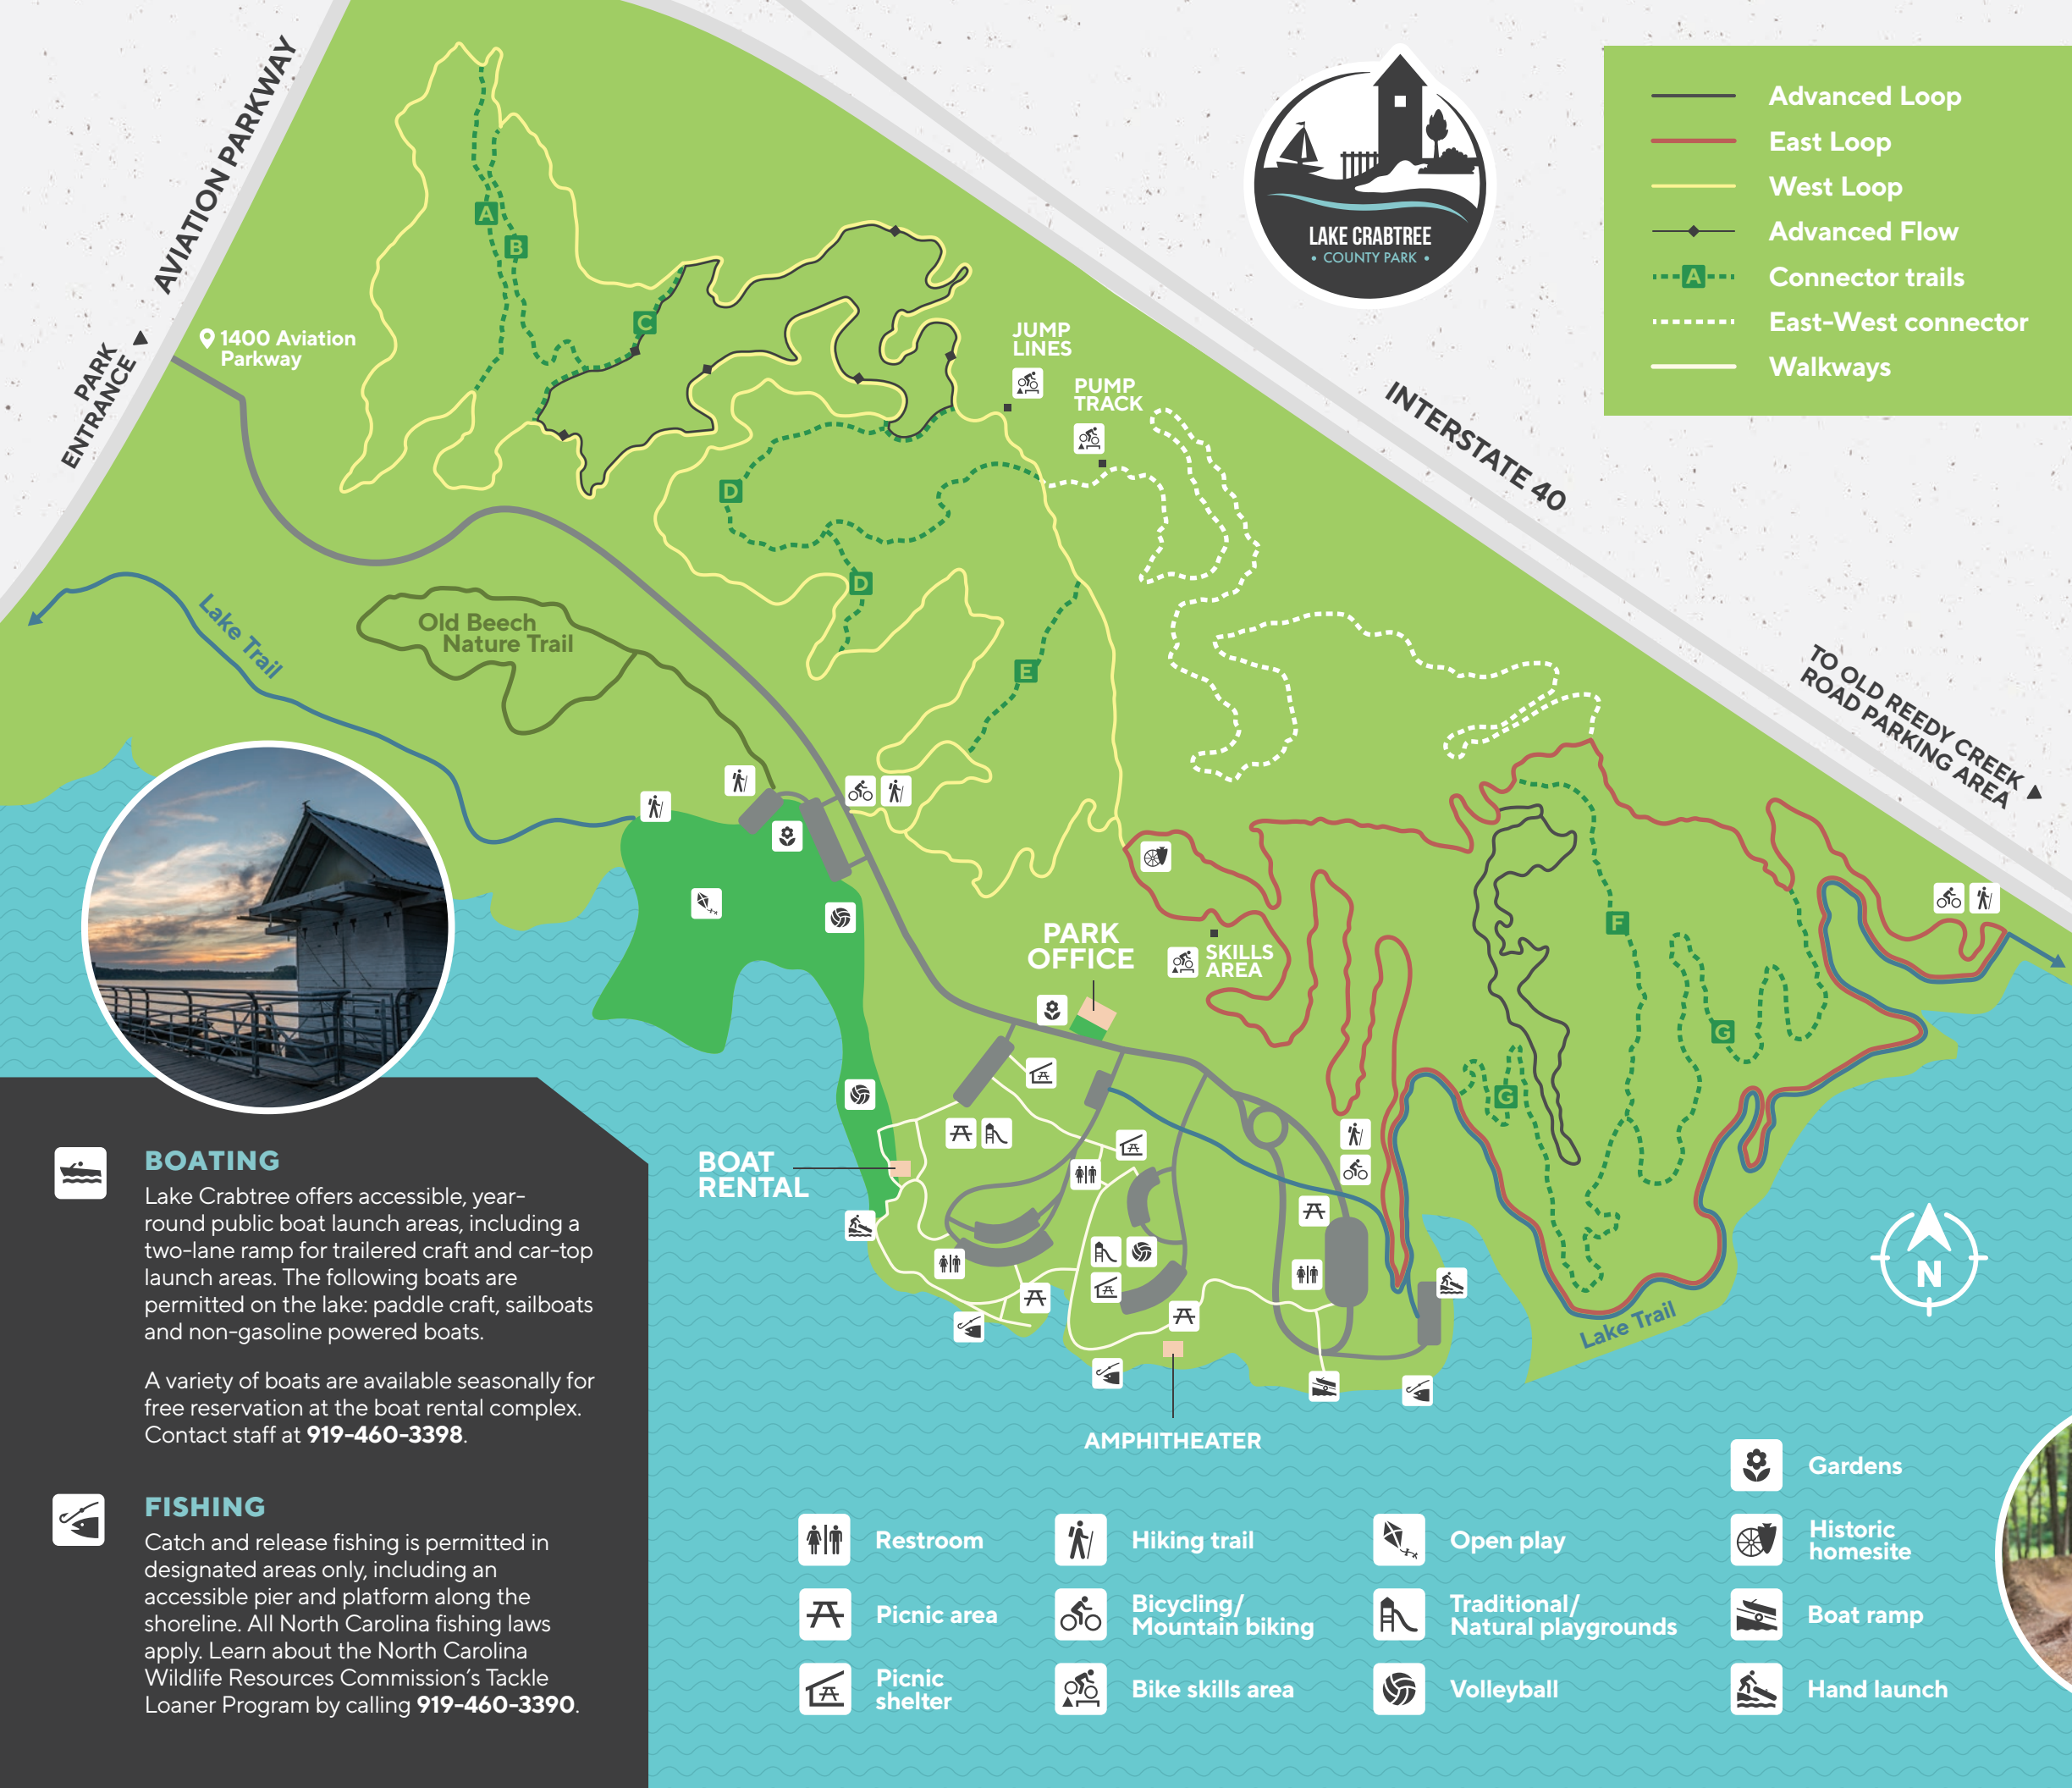 AVIATION PARKWAY
PARK
ENTRANCE
1400 Aviation
Parkway
A
B
C
D
D
E
F
G
G
JUMP
LINES
PUMP
TRACK
INTERSTATE 40
LAKE CRABTREE
• COUNTY PARK •
Advanced Loop
East Loop
West Loop
Advanced Flow
A
Connector trails
East-West connector
Walkways
TO OLD REEDY CREEK
ROAD PARKING AREA
Lake Trail
Old Beech
Nature Trail
PARK
OFFICE
SKILLS
AREA
BOAT
RENTAL
AMPHITHEATER
Lake Trail
N
BOATING
Lake Crabtree offers accessible, year-
round public boat launch areas, including a
two-lane ramp for trailered craft and car-top
launch areas. The following boats are
permitted on the lake: paddle craft, sailboats
and non-gasoline powered boats.
A variety of boats are available seasonally for
free reservation at the boat rental complex.
Contact staff at 919-460-3398.
FISHING
Catch and release fishing is permitted in
designated areas only, including an
accessible pier and platform along the
shoreline. All North Carolina fishing laws
apply. Learn about the North Carolina
Wildlife Resources Commission's Tackle
Loaner Program by calling 919-460-3390.
Restroom
Picnic area
Picnic
shelter
Hiking trail
Bicycling/
Mountain biking
Bike skills area
Open play
Traditional/
Natural playgrounds
Volleyball
Gardens
Historic
homesite
Boat ramp
Hand launch